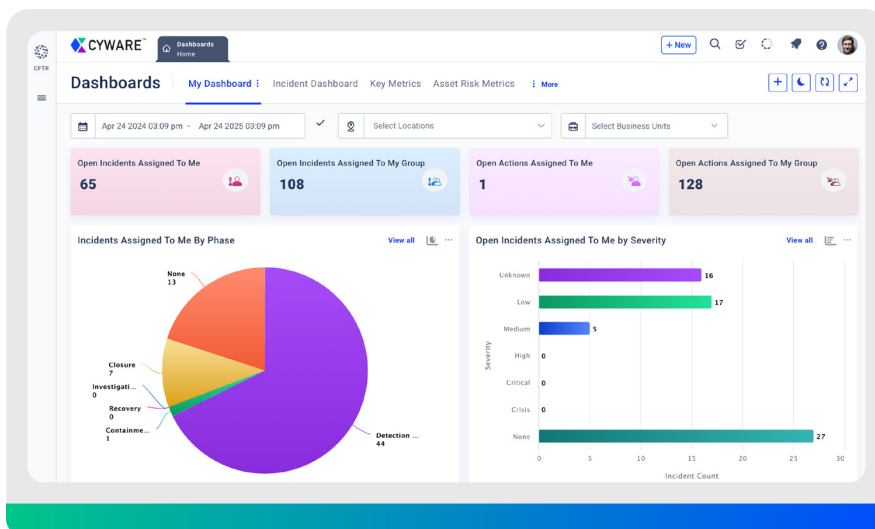 CYWARE
Dashboards
Home
+ New
CFTR
Dashboards
My Dashboard
Incident Dashboard
Key Metrics
Asset Risk Metrics
More
Apr 24 2024 03:09 pm - Apr 24 2025 03:09 pm
Select Locations
Select Business Units
Open Incidents Assigned To Me
65
Open Incidents Assigned To My Group
108
Open Actions Assigned To Me
1
Open Actions Assigned To My Group
128
Incidents Assigned To Me By Phase
View all
None
13
Closure
7
Investigati...
0
Recovery
0
Containme...
1
Detection ...
44
Open Incidents Assigned To Me by Severity
View all
Severity
Unknown 16
Low 17
Medium 5
High 0
Critical 0
Crisis 0
None 27
0 5 10 15 20 25 30
Incident Count